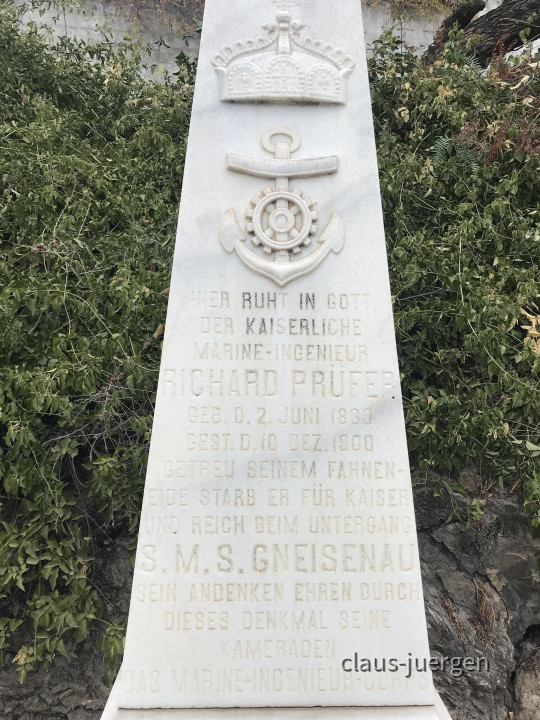 HIER RUHT IN GOTT
DER KAISERLICHE
MARINE-INGENIEUR
RICHARD PRÜFER
GEB. D. 2. JUNI
GEST. D. 16 DEZ. 1900
GETREU SEINEM FAHNEN-
EIDE STARB ER FÜR KAISER
UND REICH BEIM UNTERGANG
S.M.S. GNEISENAU
SEIN ANDENKEN EHREN DURCH
DIESES DENKMAL SEINE
KAMERADEN
DAS MARINE-INGENIEUR-CORPS
claus-juergen